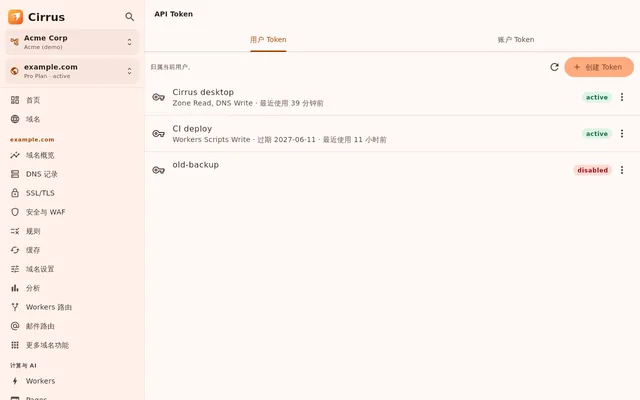 Cirrus
Acme Corp
Acme (demo)
example.com
Pro Plan · active
首页
域名
example.com
域名概览
DNS 记录
SSL/TLS
安全与 WAF
规则
缓存
域名设置
分析
Workers 路由
邮件路由
更多域名功能
计算与 AI
Workers
Pages
API Token
用户 Token
账户 Token
归属当前用户。
创建 Token
Cirrus desktop
Zone Read, DNS Write · 最近使用 39 分钟前
active
CI deploy
Workers Scripts Write · 过期 2027-06-11 · 最近使用 11 小时前
active
old-backup
disabled